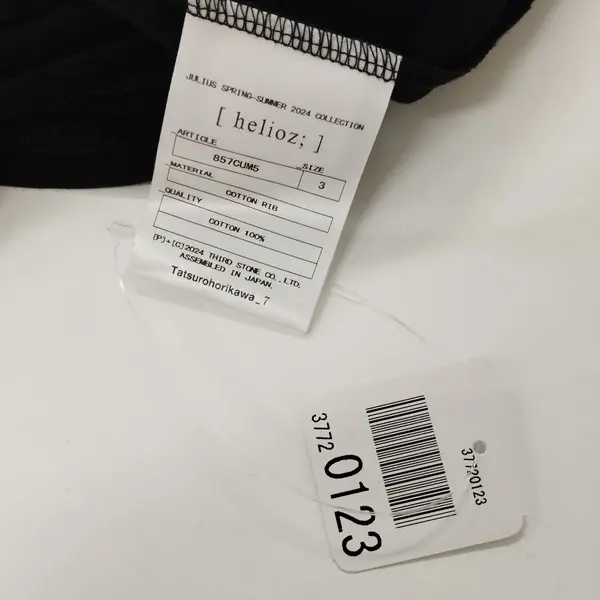 JULIUS SPRING-SUMMER 2024 COLLECTION
[ helioz; ]
ARTICLE SIZE
857CUM5 3
MATERIAL
COTTON RIB
QUALITY
COTTON 100%
[P]+[C]2024 THIRD STONE CO.,LTD.
ASSEMBLED IN JAPAN.
Tatsurohorikawa_7
3772
0123
37720123